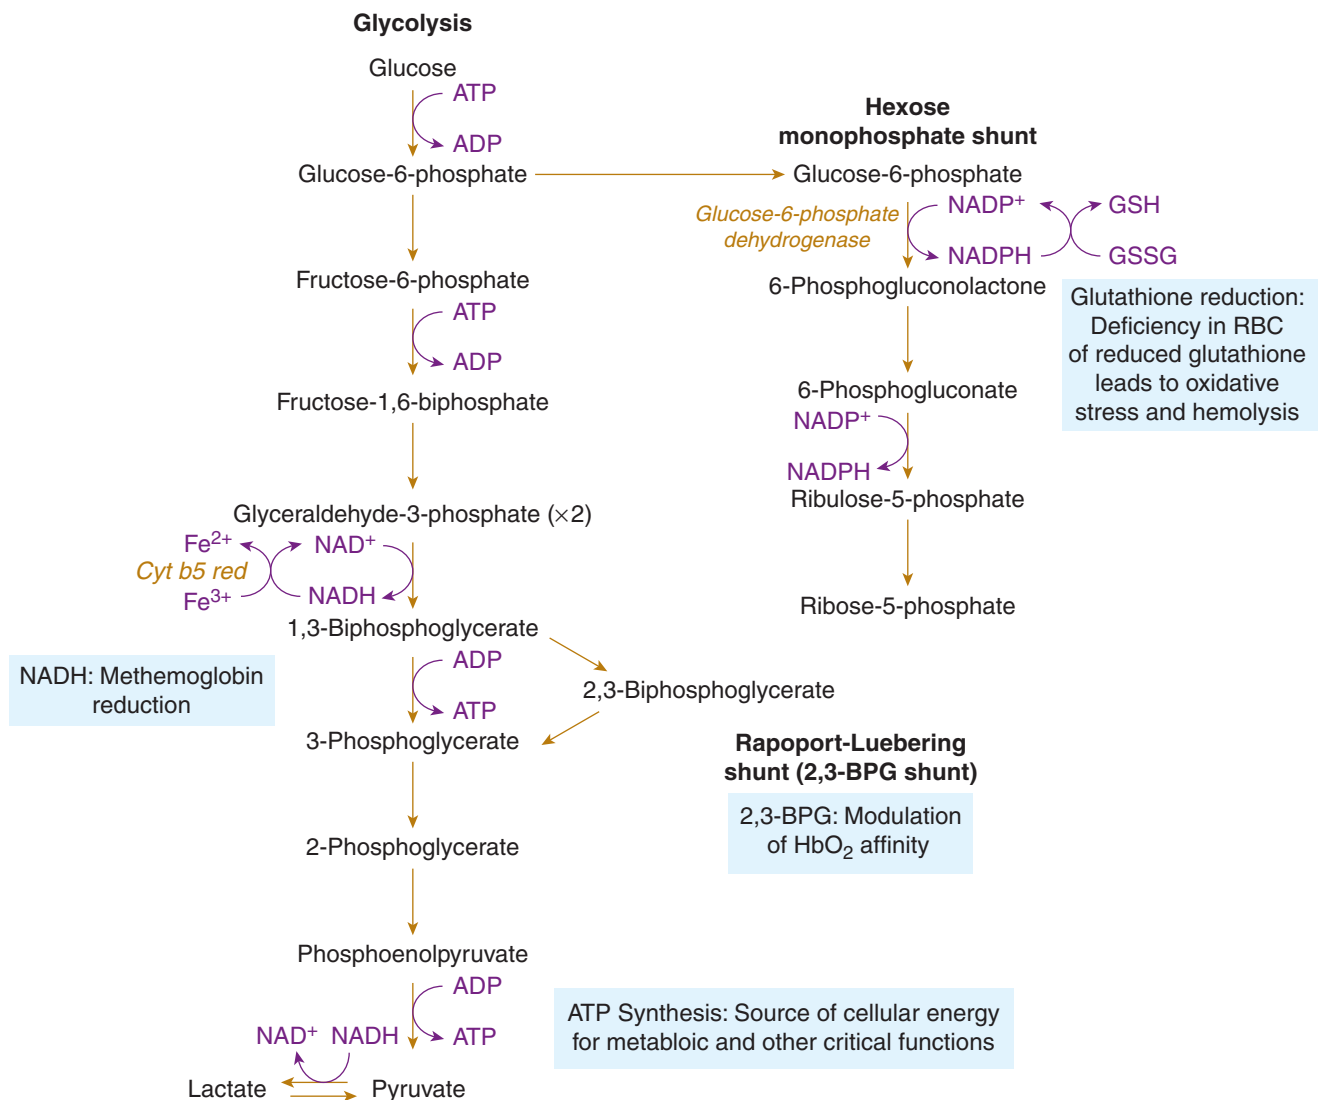 Glycolysis
Glucose
ATP
ADP
Glucose-6-phosphate
Fructose-6-phosphate
ATP
ADP
Fructose-1,6-biphosphate
Glyceraldehyde-3-phosphate (×2)
Fe2+
NAD+
Cyt b5 red
Fe3+
NADH
1,3-Biphosphoglycerate
NADH: Methemoglobin
reduction
ADP
ATP
2,3-Biphosphoglycerate
3-Phosphoglycerate
Rapoport-Luebering
shunt (2,3-BPG shunt)
2,3-BPG: Modulation
of HbO2 affinity
2-Phosphoglycerate
Phosphoenolpyruvate
ADP
ATP
NAD+ NADH
Lactate
Pyruvate
ATP Synthesis: Source of cellular energy
for metabloic and other critical functions
Hexose
monophosphate shunt
Glucose-6-phosphate
Glucose-6-phosphate
dehydrogenase
NADP+
GSH
NADPH
GSSG
6-Phosphogluconolactone
Glutathione reduction:
Deficiency in RBC
of reduced glutathione
leads to oxidative
stress and hemolysis
6-Phosphogluconate
NADP+
NADPH
Ribulose-5-phosphate
Ribose-5-phosphate